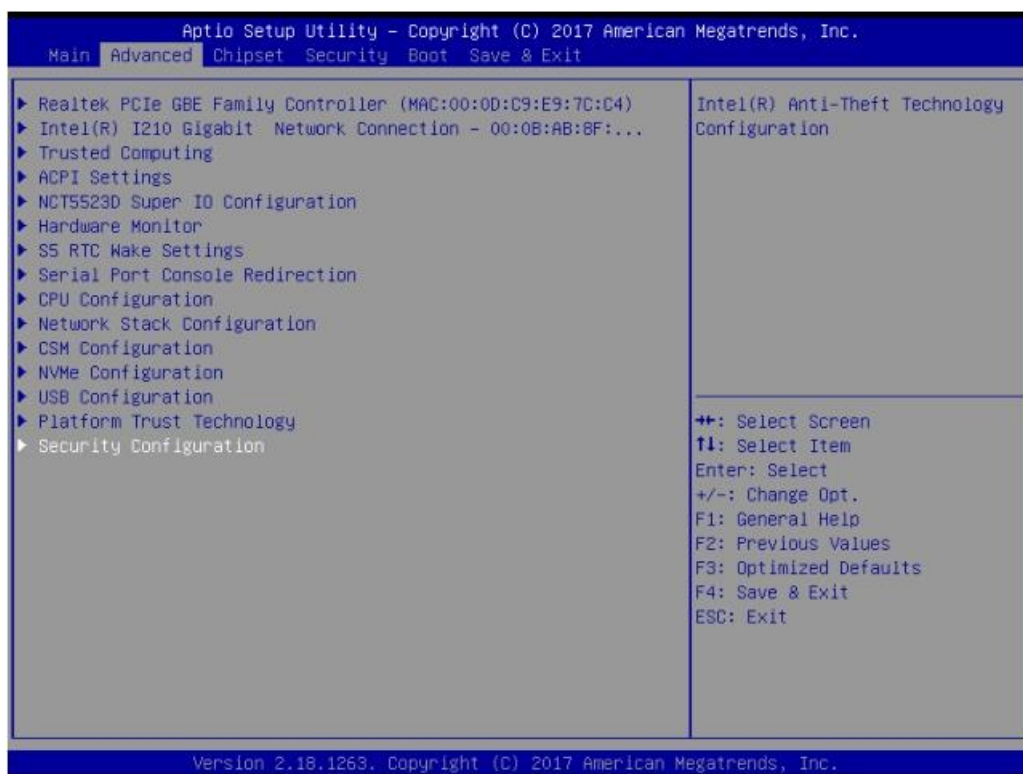 Aptio Setup Utility – Copyright (C) 2017 American Megatrends, Inc.
Main Advanced Chipset Security Boot Save & Exit
Realtek PCIe GBE Family Controller (MAC:00:0D:C9:E9:7C:C4)
Intel(R) I210 Gigabit Network Connection - 00:0B:AB:8F:...
Trusted Computing
ACPI Settings
NCT5523D Super IO Configuration
Hardware Monitor
S5 RTC Wake Settings
Serial Port Console Redirection
CPU Configuration
Network Stack Configuration
CSM Configuration
NVMe Configuration
USB Configuration
Platform Trust Technology
Security Configuration
Intel(R) Anti-Theft Technology
Configuration
→←: Select Screen
↑↓: Select Item
Enter: Select
+/-: Change Opt.
F1: General Help
F2: Previous Values
F3: Optimized Defaults
F4: Save & Exit
ESC: Exit
Version 2.18.1263. Copyright (C) 2017 American Megatrends, Inc.